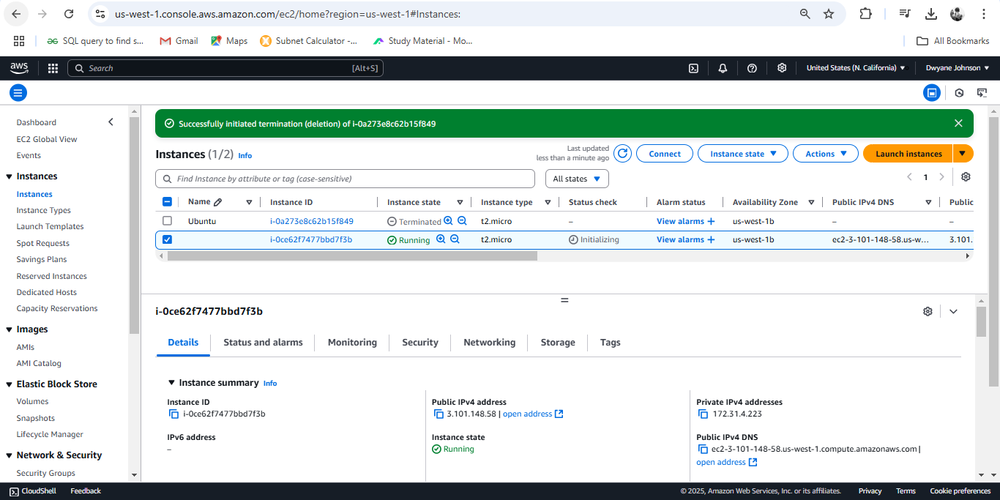 us-west-1.console.aws.amazon.com/ec2/home?region=us-west-1#Instances:
SQL query to find s... Gmail Maps Subnet Calculator -... Study Material - Mo... All Bookmarks
aws Search [Alt+S] United States (N. California) Dwyane Johnson
Dashboard
EC2 Global View
Events
Instances
Instances
Instance Types
Launch Templates
Spot Requests
Savings Plans
Reserved Instances
Dedicated Hosts
Capacity Reservations
Images
AMIs
AMI Catalog
Elastic Block Store
Volumes
Snapshots
Lifecycle Manager
Network & Security
Security Groups
Successfully initiated termination (deletion) of i-0a273e8c62b15f849
Instances (1/2) Info
Last updated
less than a minute ago
Connect Instance state Actions Launch instances
Find Instance by attribute or tag (case-sensitive) All states 1
Name Instance ID Instance state Instance type Status check Alarm status Availability Zone Public IPv4 DNS Public
Ubuntu i-0a273e8c62b15f849 Terminated t2.micro – View alarms + us-west-1b – –
i-0ce62f7477bbd7f3b Running t2.micro Initializing View alarms + us-west-1b ec2-3-101-148-58.us-w... 3.101.
i-0ce62f7477bbd7f3b
Details Status and alarms Monitoring Security Networking Storage Tags
Instance summary Info
Instance ID
i-0ce62f7477bbd7f3b
IPv6 address
–
Public IPv4 address
3.101.148.58 | open address
Instance state
Running
Private IPv4 addresses
172.31.4.223
Public IPv4 DNS
ec2-3-101-148-58.us-west-1.compute.amazonaws.com |
open address
CloudShell Feedback © 2025, Amazon Web Services, Inc. or its affiliates. Privacy Terms Cookie preferences